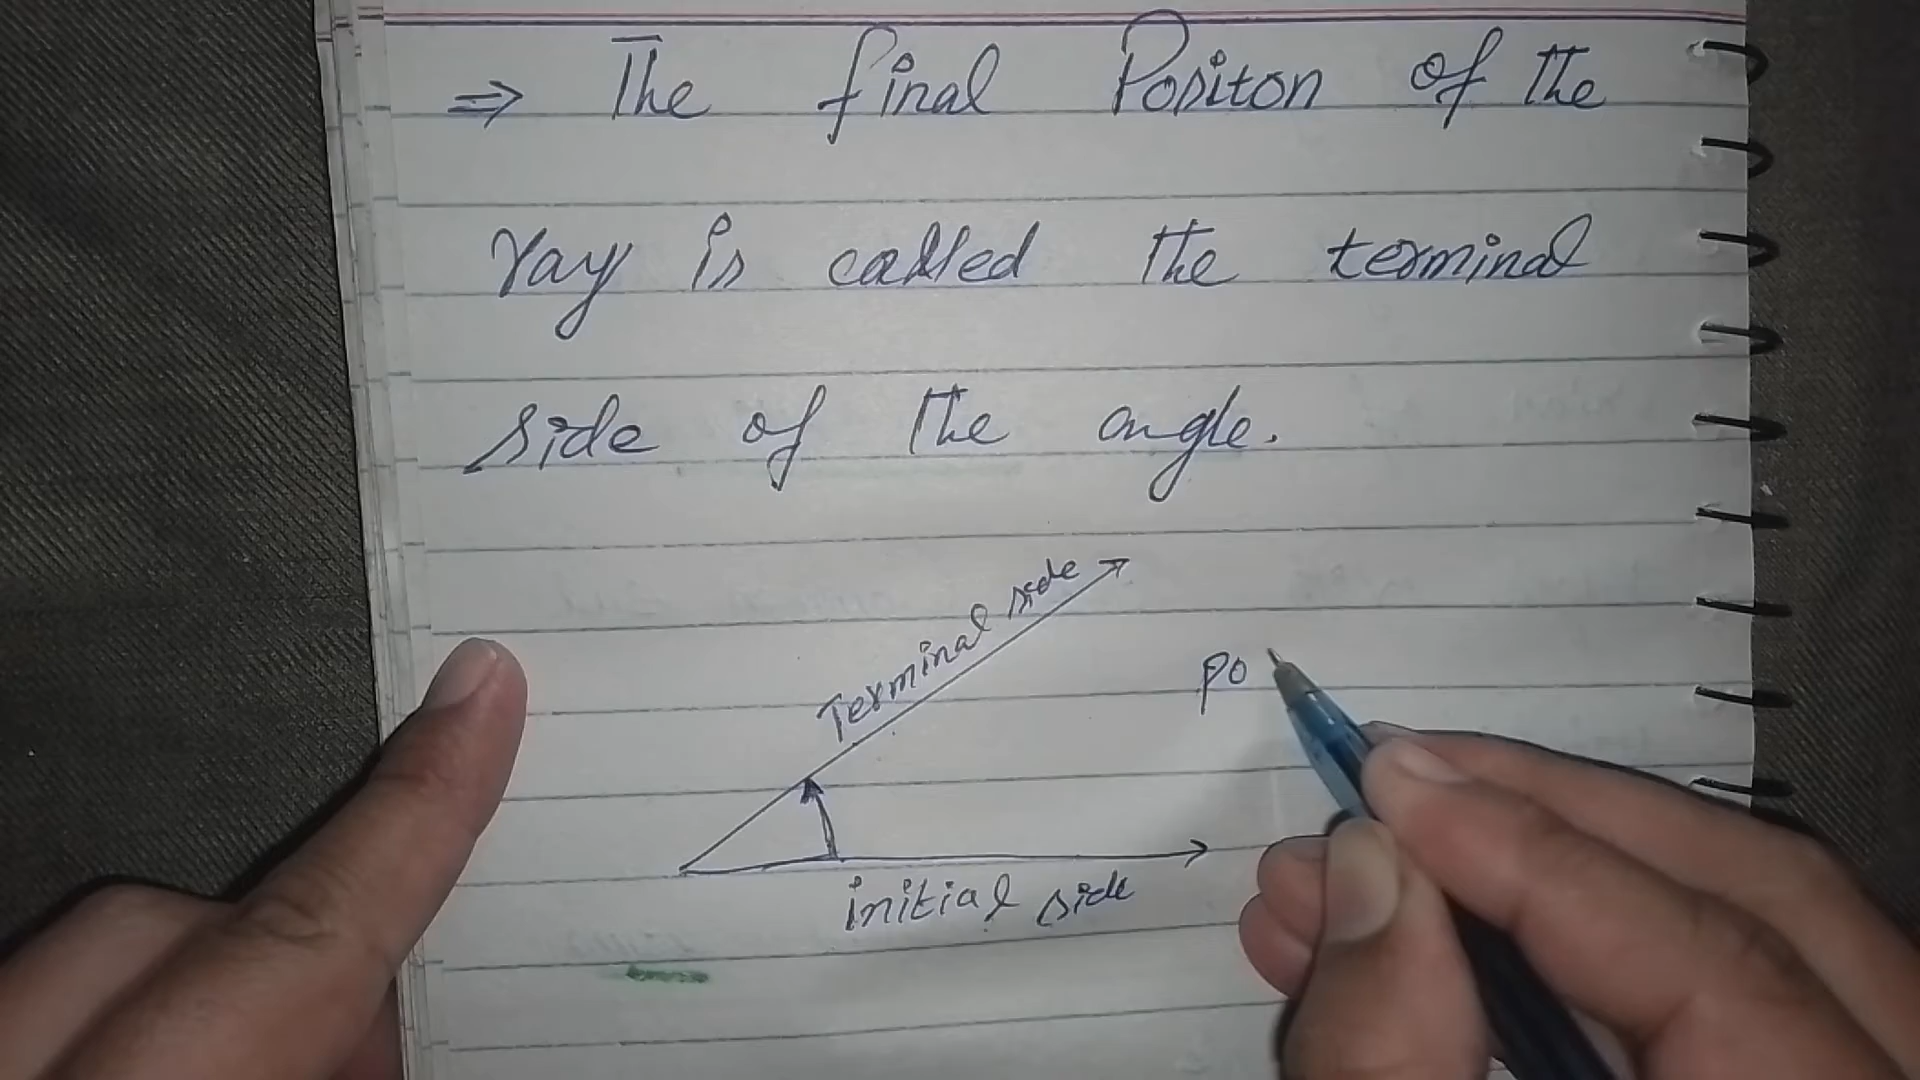 ⇒ The final Positon of the
ray is called the terminal
side of the angle.
Terminal side
po
initial side